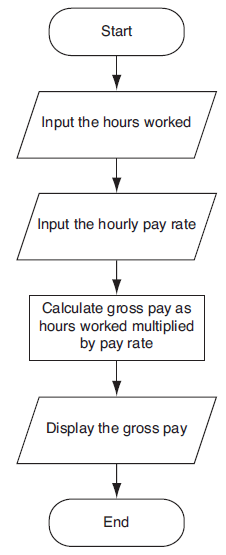 Start
Input the hours worked
Input the hourly pay rate
Calculate gross pay as
hours worked multiplied
by pay rate
Display the gross pay
End